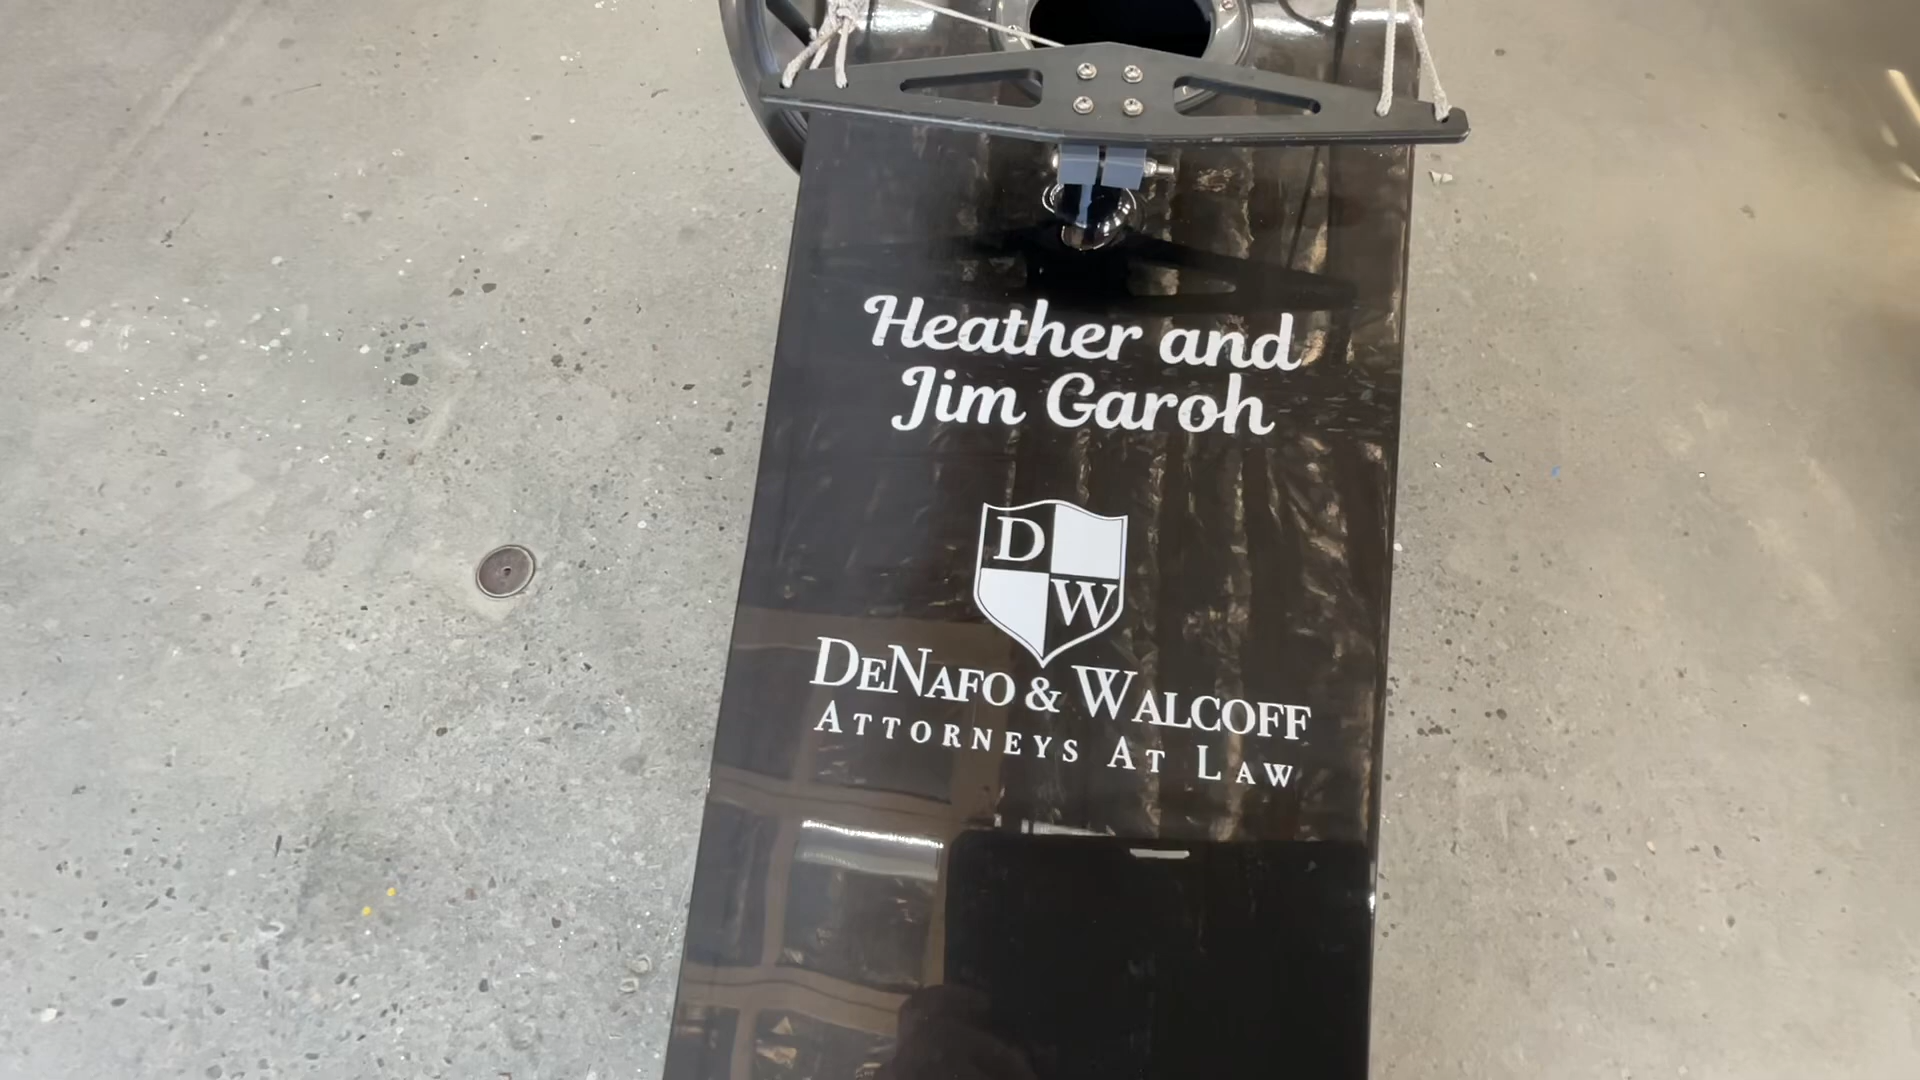 Heather and
Jim Garoh
D
W
DeNafo & Walcoff
Attorneys At Law